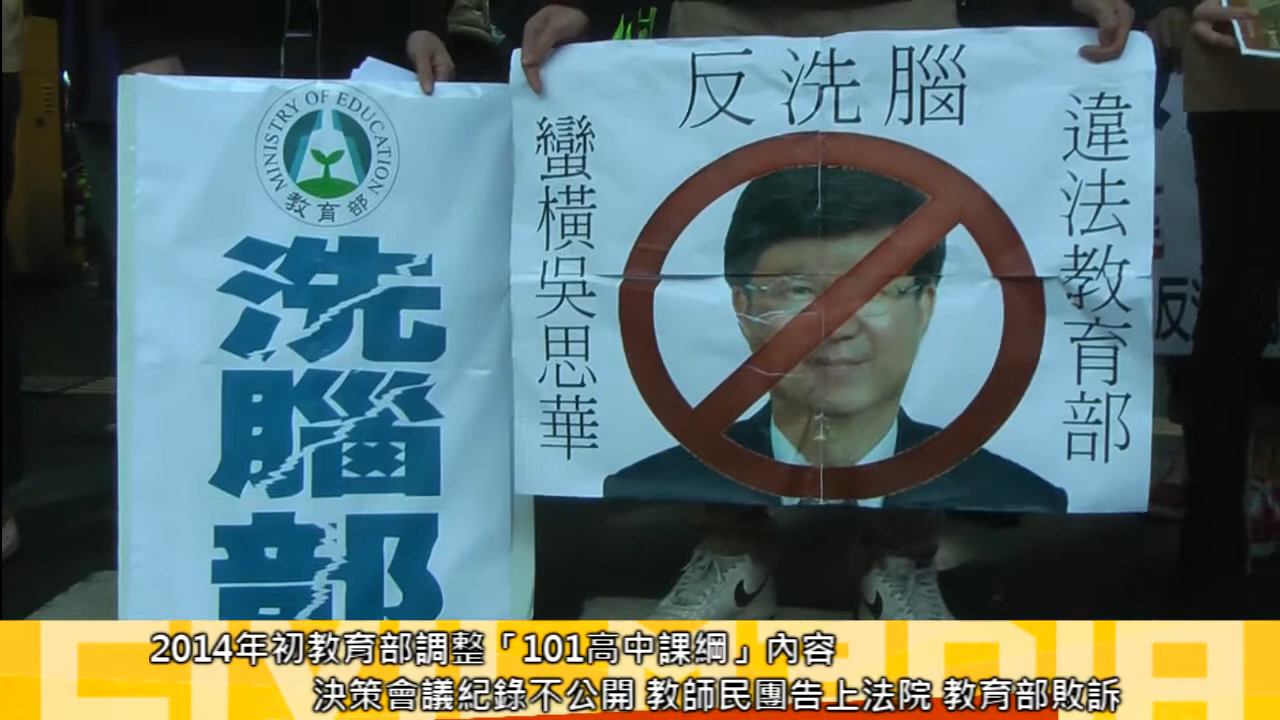 MINISTRY OF EDUCATION
教育部
洗腦部
反洗腦
違法教育部
蠻橫吳思華
2014年初教育部調整「101高中課綱」內容
決策會議紀錄不公開 教師民團告上法院 教育部敗訴